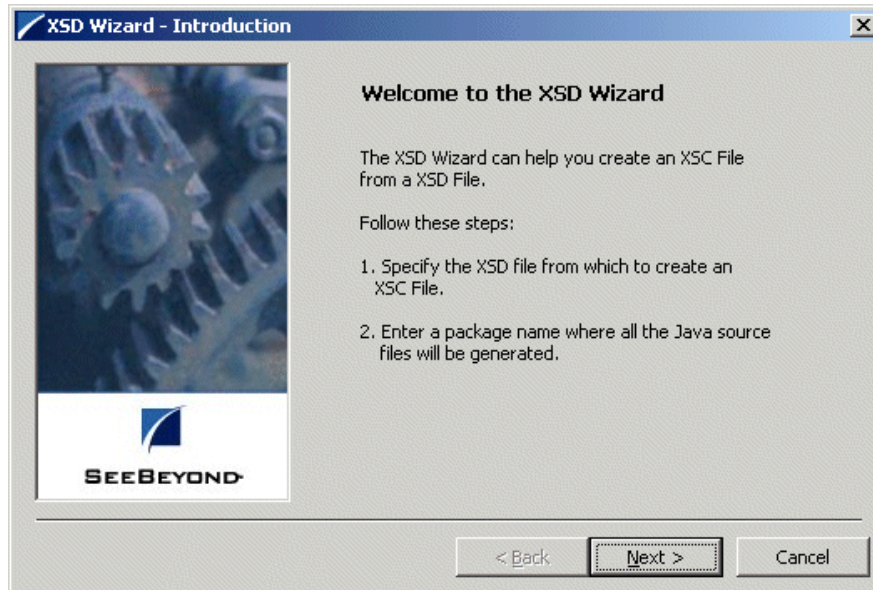 XSD Wizard - Introduction
Welcome to the XSD Wizard
The XSD Wizard can help you create an XSC File
from a XSD File.
Follow these steps:
1. Specify the XSD file from which to create an
XSC File.
2. Enter a package name where all the Java source
files will be generated.
SEEBEYOND
< Back
Next >
Cancel